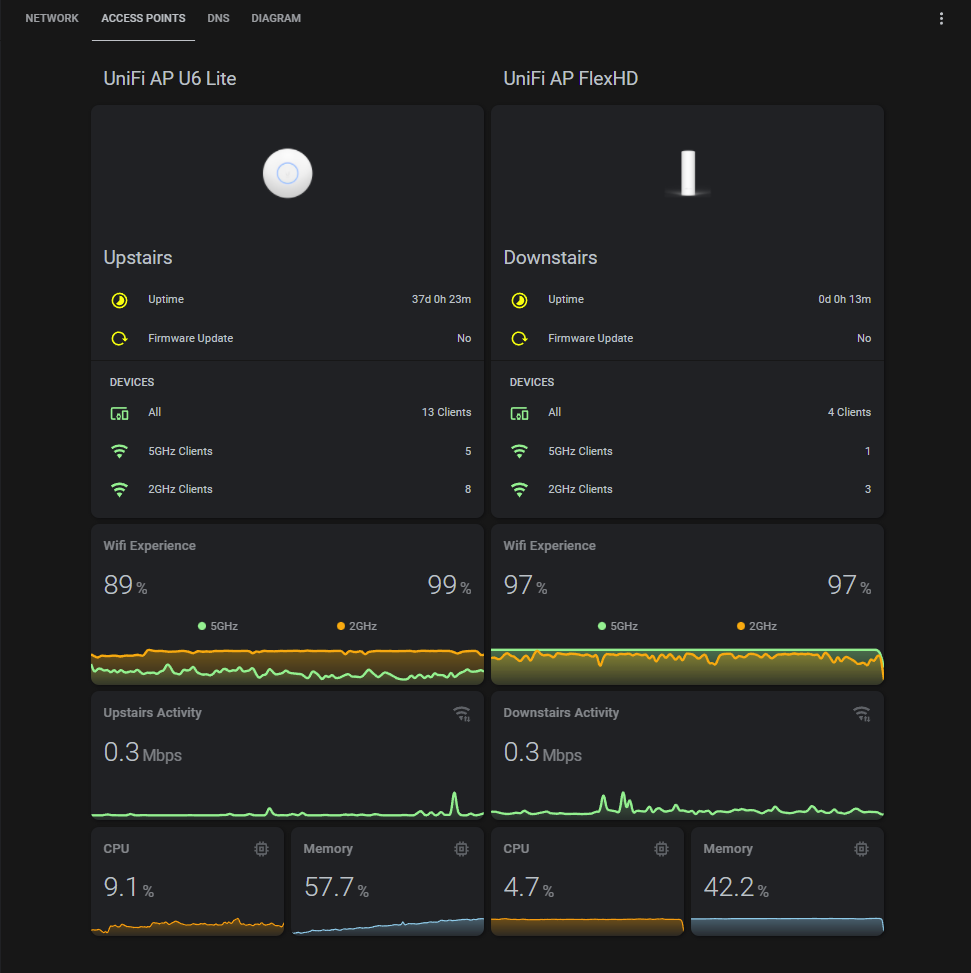 NETWORK ACCESS POINTS DNS DIAGRAM
UniFi AP U6 Lite
Upstairs
Uptime 37d 0h 23m
Firmware Update No
DEVICES
All 13 Clients
5GHz Clients 5
2GHz Clients 8
Wifi Experience
89% 99%
5GHz 2GHz
Upstairs Activity
0.3 Mbps
CPU
9.1%
Memory
57.7%
UniFi AP FlexHD
Downstairs
Uptime 0d 0h 13m
Firmware Update No
DEVICES
All 4 Clients
5GHz Clients 1
2GHz Clients 3
Wifi Experience
97% 97%
5GHz 2GHz
Downstairs Activity
0.3 Mbps
CPU
4.7%
Memory
42.2%